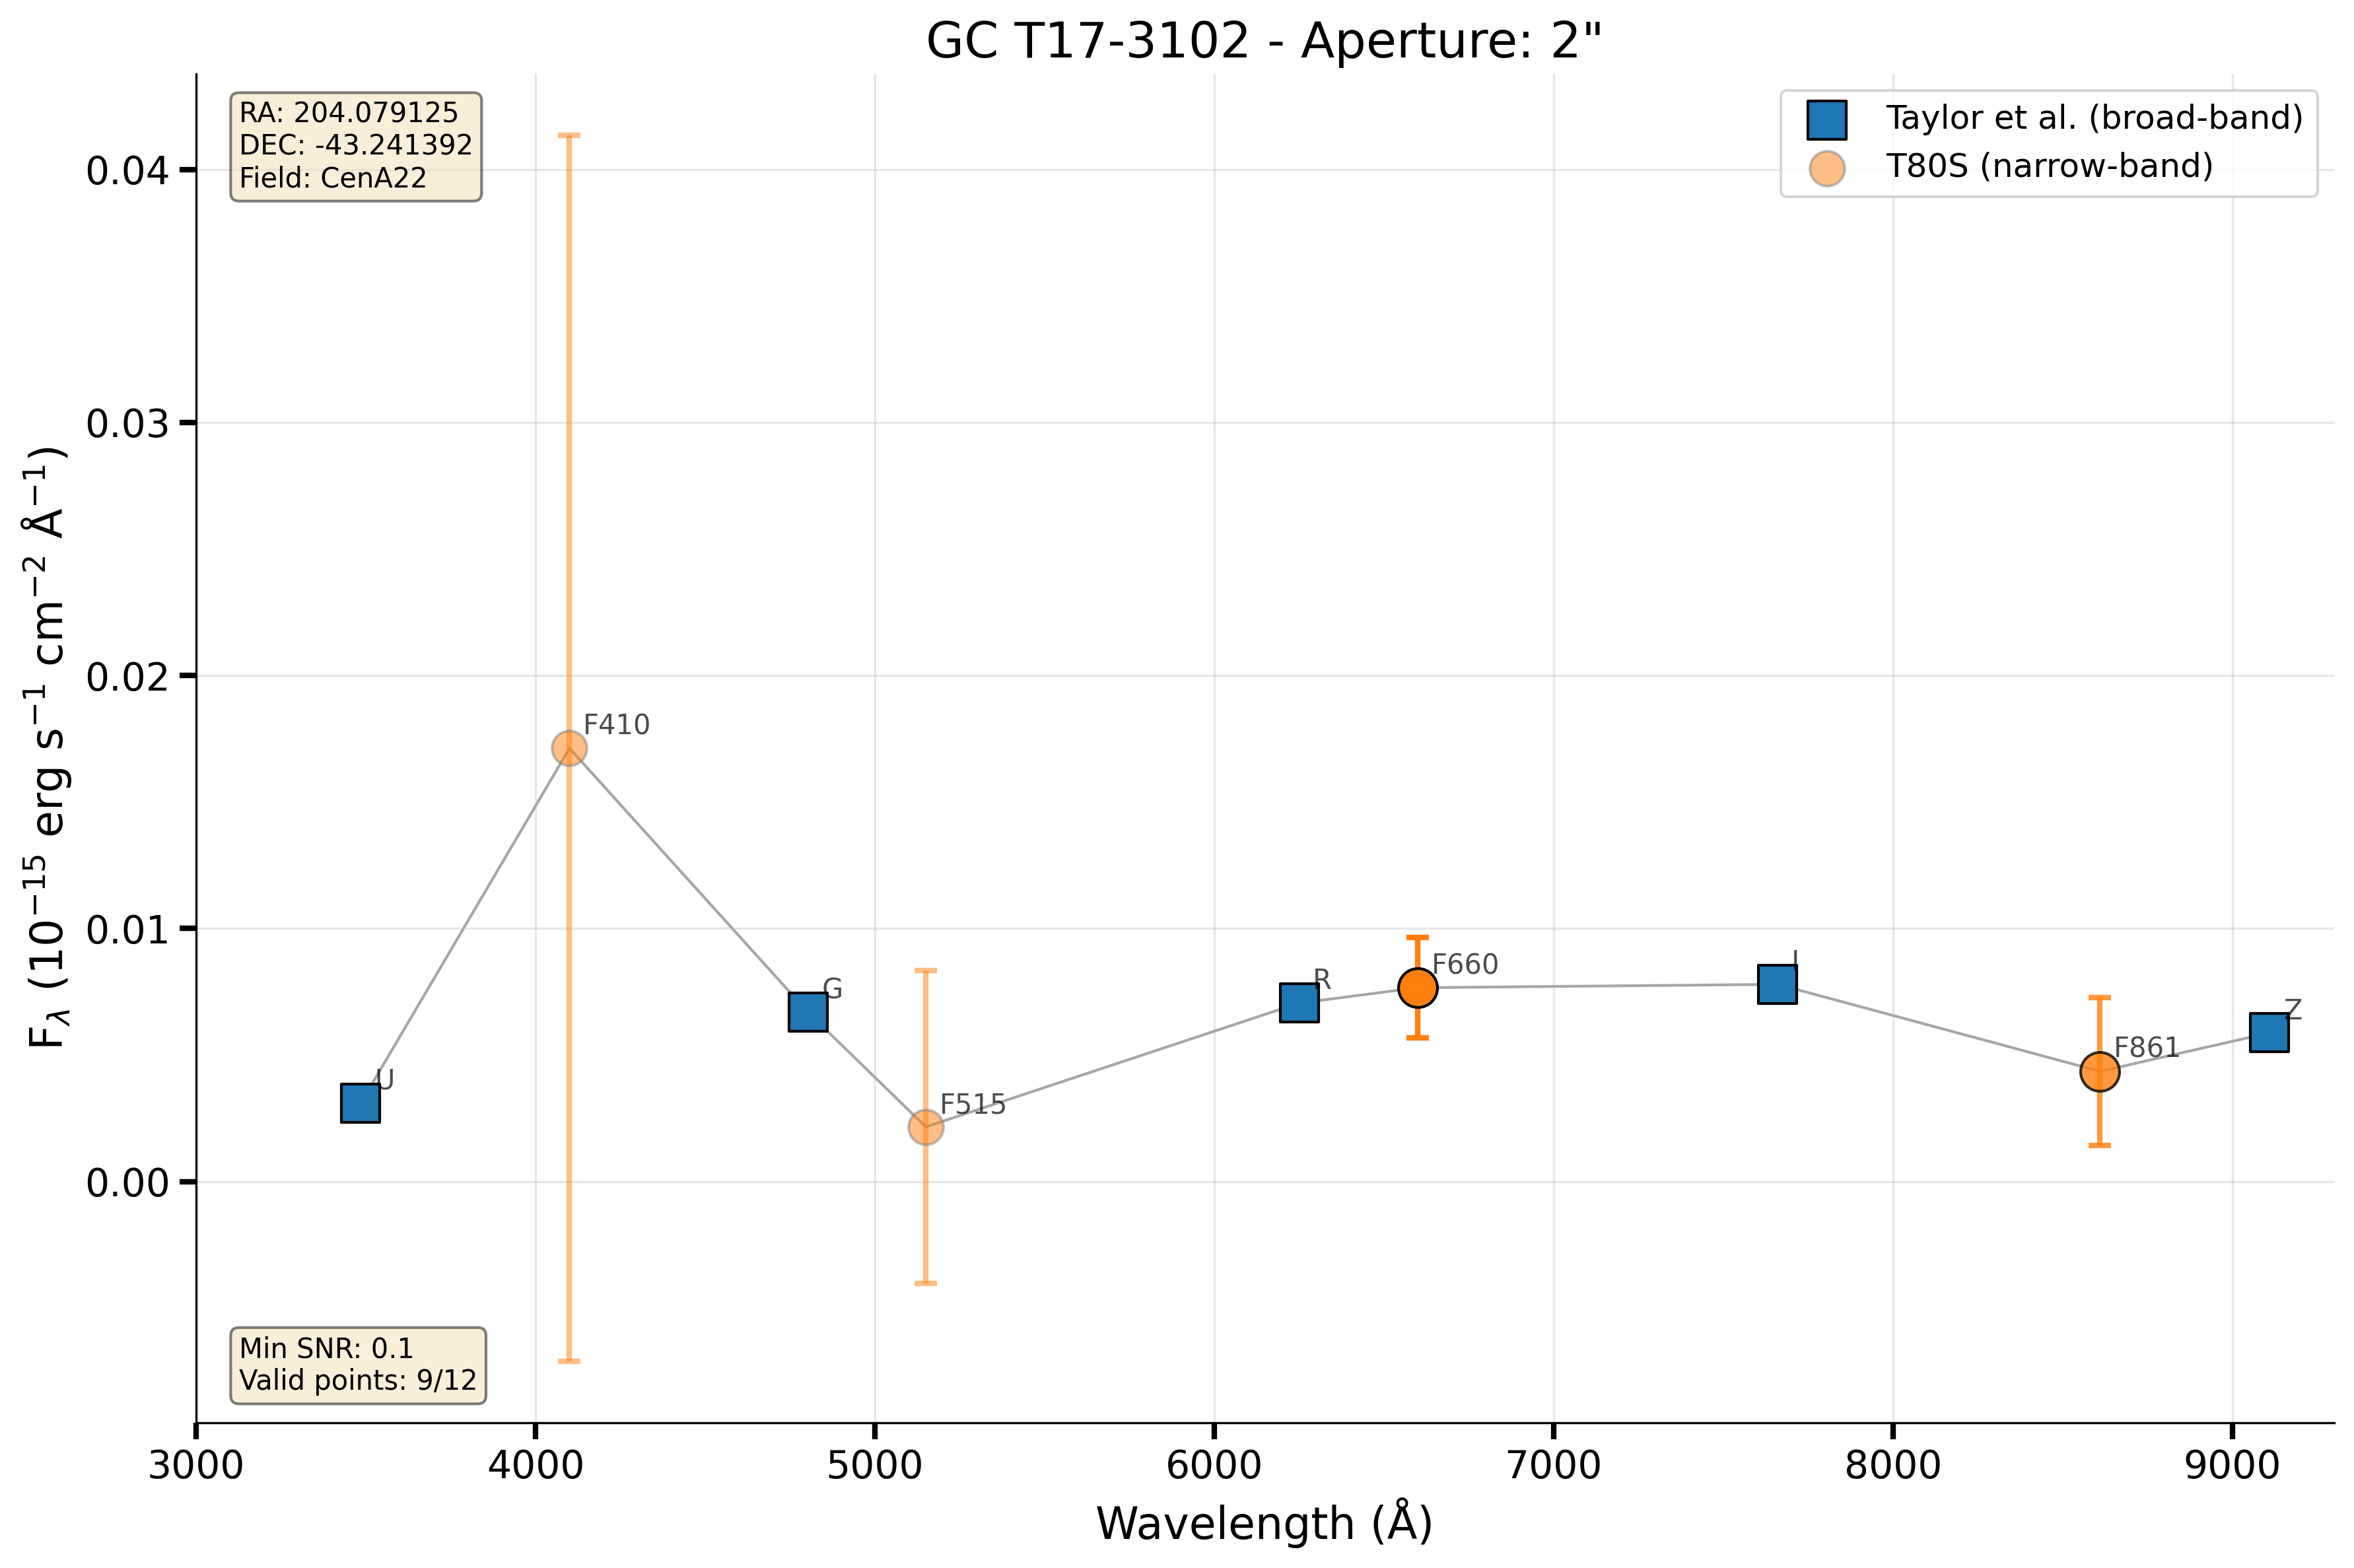 GC T17-3102 - Aperture: 2"
RA: 204.079125
DEC: -43.241392
Field: CenA22
Taylor et al. (broad-band)
T80S (narrow-band)
0.04
0.03
0.02
0.01
0.00
F_λ (10⁻¹⁵ erg s⁻¹ cm⁻² Å⁻¹)
U
F410
G
F515
R
F660
I
F861
Z
Min SNR: 0.1
Valid points: 9/12
3000 4000 5000 6000 7000 8000 9000
Wavelength (Å)